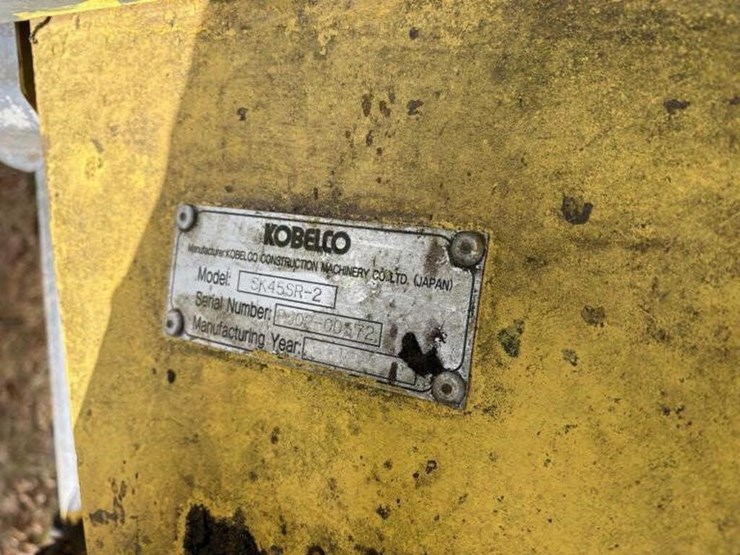 KOBELCO
Manufacturer:KOBELCO CONSTRUCTION MACHINERY CO.,LTD. (JAPAN)
Model: SK45SR-2
Serial Number:
Manufacturing Year: